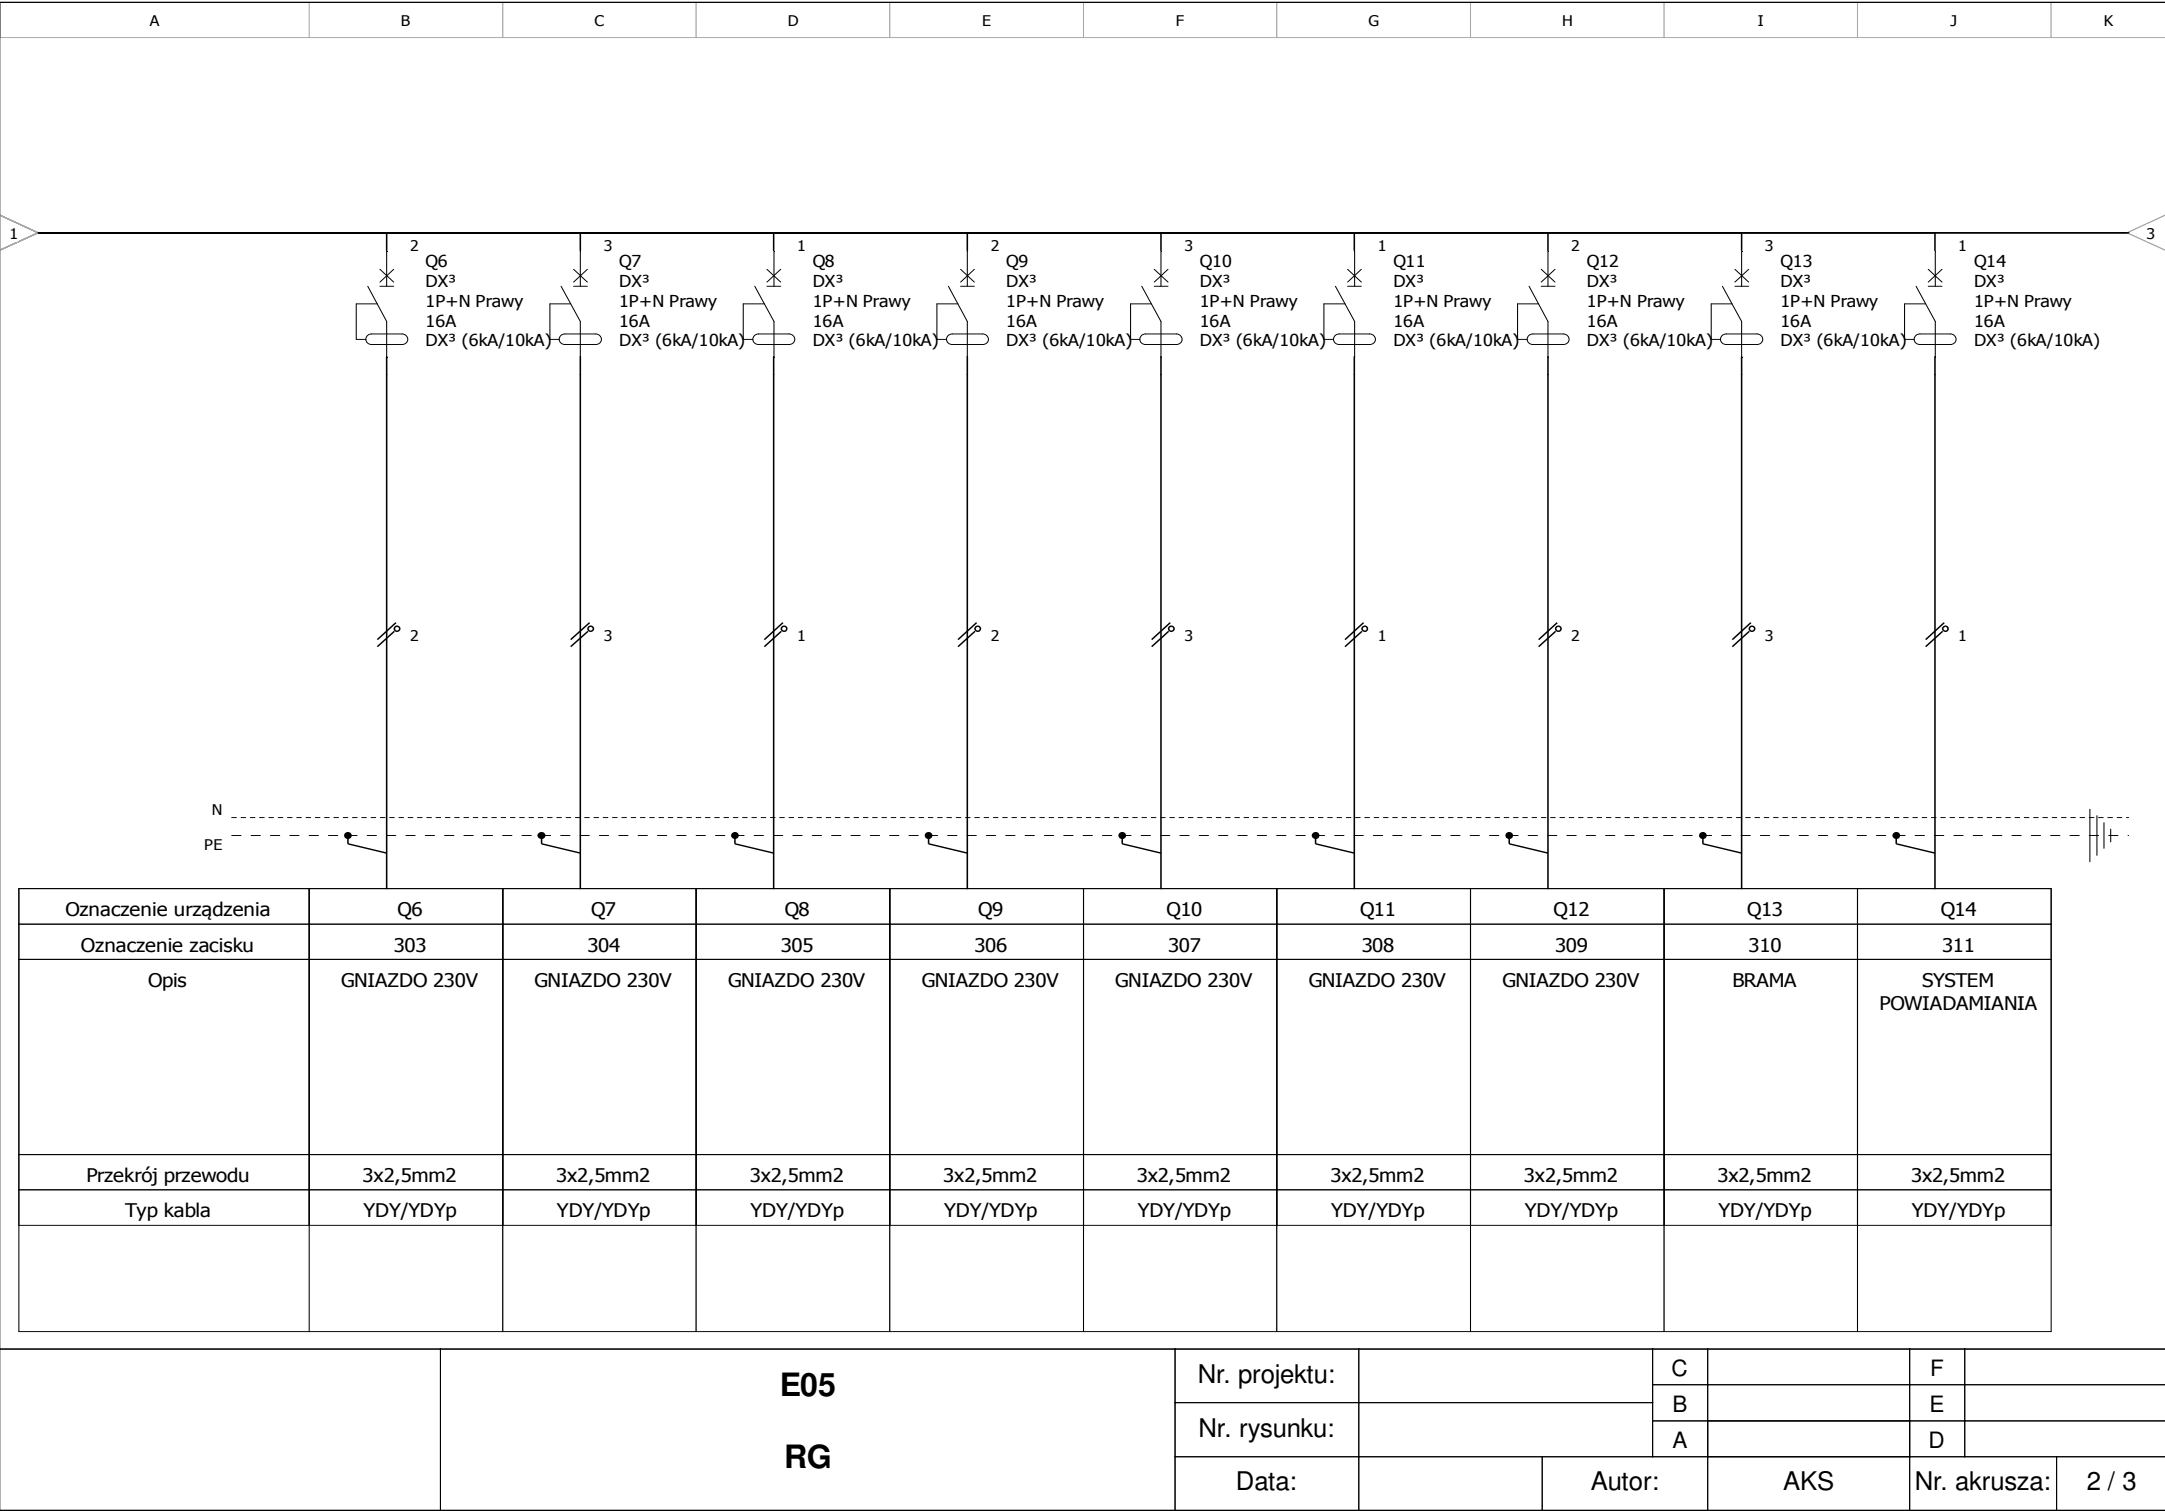 A B C D E F G H I J K
1
3
2 3 1 2 3 1 2 3 1
Q6 Q7 Q8 Q9 Q10 Q11 Q12 Q13 Q14
DX³ DX³ DX³ DX³ DX³ DX³ DX³ DX³ DX³
1P+N Prawy 1P+N Prawy 1P+N Prawy 1P+N Prawy 1P+N Prawy 1P+N Prawy 1P+N Prawy 1P+N Prawy 1P+N Prawy
16A 16A 16A 16A 16A 16A 16A 16A 16A
DX³ (6kA/10kA) DX³ (6kA/10kA) DX³ (6kA/10kA) DX³ (6kA/10kA) DX³ (6kA/10kA) DX³ (6kA/10kA) DX³ (6kA/10kA) DX³ (6kA/10kA) DX³ (6kA/10kA)
2 3 1 2 3 1 2 3 1
N
PE
Oznaczenie urządzenia Q6 Q7 Q8 Q9 Q10 Q11 Q12 Q13 Q14
Oznaczenie zacisku 303 304 305 306 307 308 309 310 311
Opis GNIAZDO 230V GNIAZDO 230V GNIAZDO 230V GNIAZDO 230V GNIAZDO 230V GNIAZDO 230V GNIAZDO 230V BRAMA SYSTEM
POWIADAMIANIA
Przekrój przewodu 3x2,5mm2 3x2,5mm2 3x2,5mm2 3x2,5mm2 3x2,5mm2 3x2,5mm2 3x2,5mm2 3x2,5mm2 3x2,5mm2
Typ kabla YDY/YDYp YDY/YDYp YDY/YDYp YDY/YDYp YDY/YDYp YDY/YDYp YDY/YDYp YDY/YDYp YDY/YDYp
E05
RG
Nr. projektu:
Nr. rysunku:
C F
B E
A D
Data: Autor: AKS Nr. akrusza: 2 / 3